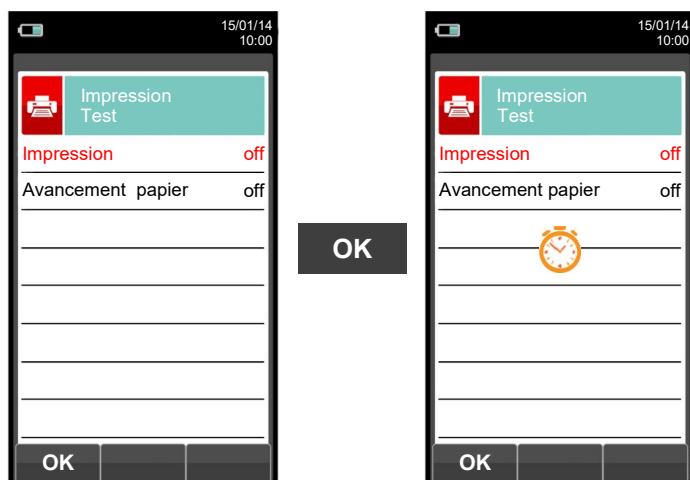 15/01/14
10:00
Impression
Test
Impression off
Avancement papier off
OK
OK
15/01/14
10:00
Impression
Test
Impression off
Avancement papier off
OK